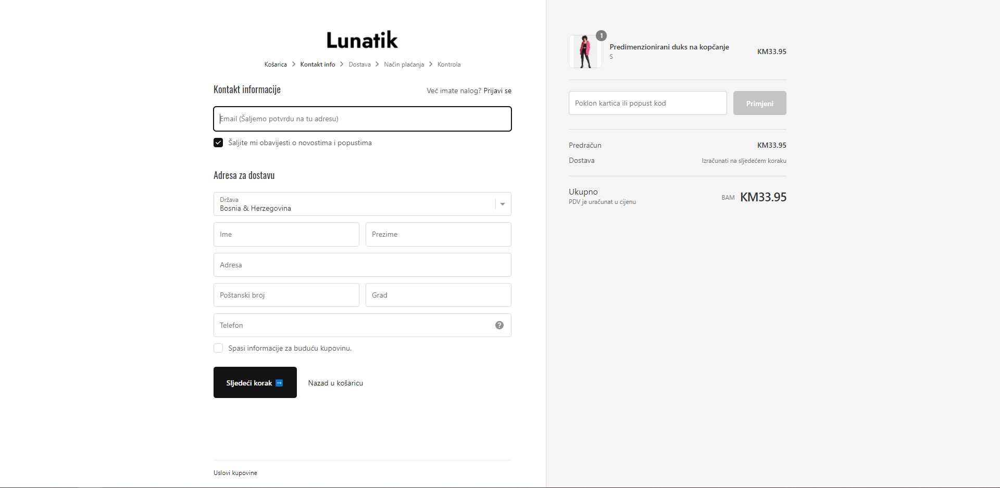 Lunatik
Košarica > Kontakt info > Dostava > Način plaćanja > Kontrola
Kontakt informacije
Već imate nalog? Prijavi se
Email (Šaljemo potvrdu na tu adresu)
Šaljite mi obavijesti o novostima i popustima
Adresa za dostavu
Država
Bosnia & Herzegovina
Ime
Prezime
Adresa
Poštanski broj
Grad
Telefon
?
Spasi informacije za buduću kupovinu.
Sljedeći korak ➡
Nazad u košaricu
Uslovi kupovine
1
Predimenzionirani duks na kopčanje
S
KM33.95
Poklon kartica ili popust kod
Primjeni
Predračun KM33.95
Dostava Izračunati na sljedećem koraku
Ukupno
PDV je uračunat u cijenu
BAM KM33.95